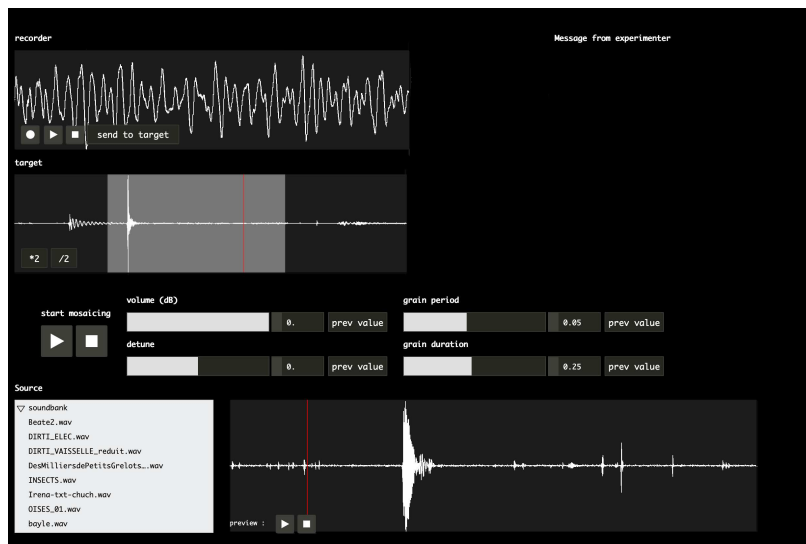 recorder
Message from experimenter
send to target
target
*2 /2
volume (dB)
grain period
start mosaicing
0. prev value
0.05 prev value
detune
grain duration
0. prev value
0.25 prev value
Source
soundbank
Beate2.wav
DIRTI_ELEC.wav
DIRTI_VAISSELLE_reduit.wav
DesMilliersdePetitsGrelots….wav
INSECTS.wav
Irena-txt-chuch.wav
OISES_01.wav
bayle.wav
preview :